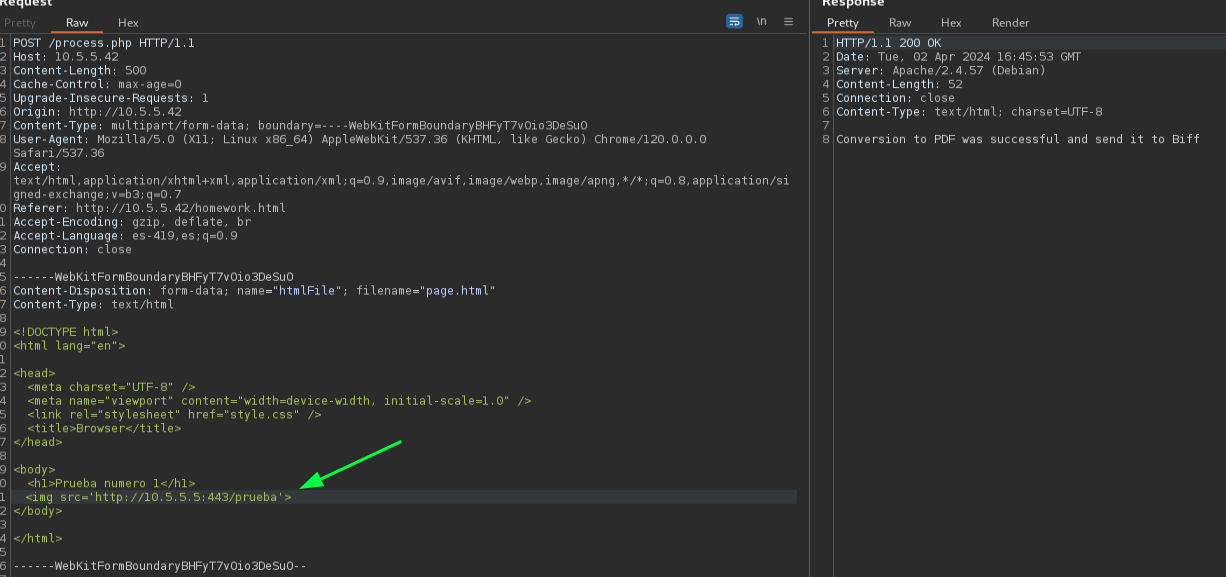 Request
Pretty Raw Hex
\n
1 POST /process.php HTTP/1.1
2 Host: 10.5.5.42
3 Content-Length: 500
4 Cache-Control: max-age=0
5 Upgrade-Insecure-Requests: 1
6 Origin: http://10.5.5.42
7 Content-Type: multipart/form-data; boundary=----WebKitFormBoundaryBHFyT7vOio3DeSuO
8 User-Agent: Mozilla/5.0 (X11; Linux x86_64) AppleWebKit/537.36 (KHTML, like Gecko) Chrome/120.0.0.0
Safari/537.36
9 Accept:
text/html,application/xhtml+xml,application/xml;q=0.9,image/avif,image/webp,image/apng,*/*;q=0.8,application/si
gned-exchange;v=b3;q=0.7
0 Referer: http://10.5.5.42/homework.html
1 Accept-Encoding: gzip, deflate, br
2 Accept-Language: es-419,es;q=0.9
3 Connection: close
4
5 ------WebKitFormBoundaryBHFyT7vOio3DeSuO
6 Content-Disposition: form-data; name="htmlFile"; filename="page.html"
7 Content-Type: text/html
8
9 <!DOCTYPE html>
0 <html lang="en">
1
2 <head>
3 <meta charset="UTF-8" />
4 <meta name="viewport" content="width=device-width, initial-scale=1.0" />
5 <link rel="stylesheet" href="style.css" />
6 <title>Browser</title>
7 </head>
8
9 <body>
0 <h1>Prueba numero 1</h1>
1 <img src='http://10.5.5.5:443/prueba'>
2 </body>
3
4 </html>
5
6 ------WebKitFormBoundaryBHFyT7vOio3DeSuO--
Response
Pretty Raw Hex Render
1 HTTP/1.1 200 OK
2 Date: Tue, 02 Apr 2024 16:45:53 GMT
3 Server: Apache/2.4.57 (Debian)
4 Content-Length: 52
5 Connection: close
6 Content-Type: text/html; charset=UTF-8
7
8 Conversion to PDF was successful and send it to Biff